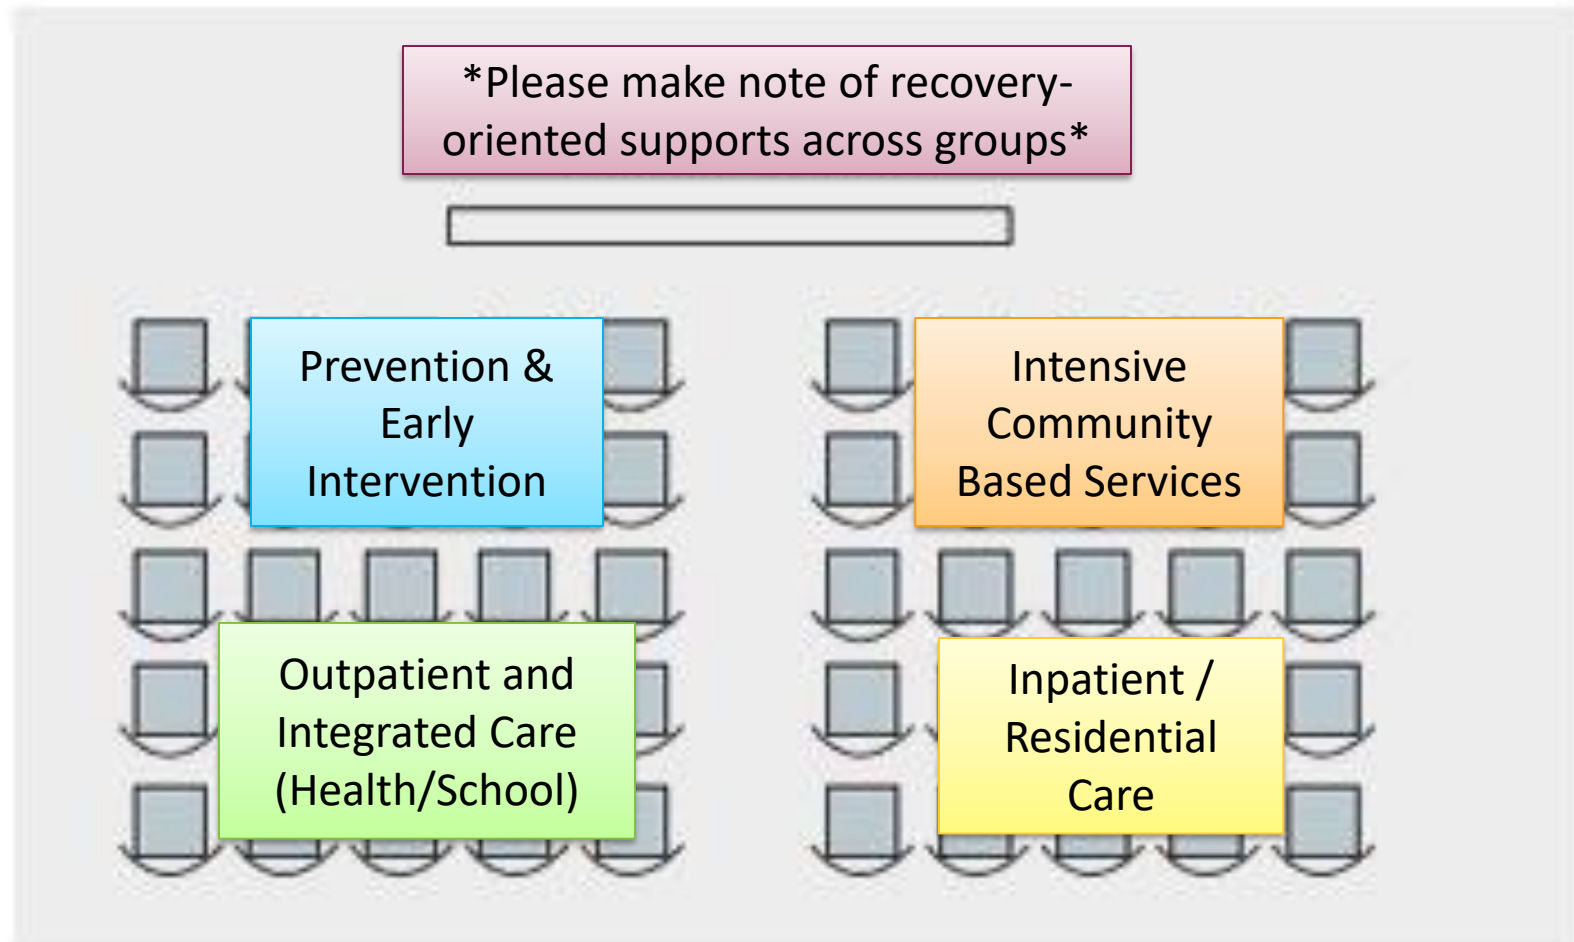 *Please make note of recovery-
oriented supports across groups*
Prevention &
Early
Intervention
Intensive
Community
Based Services
Outpatient and
Integrated Care
(Health/School)
Inpatient /
Residential
Care